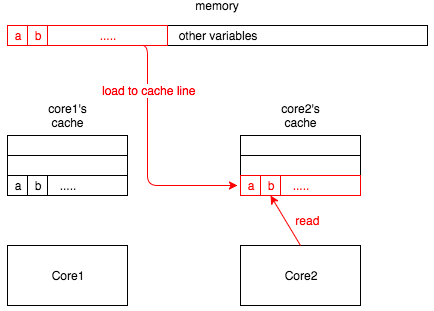 memory
a b ..... other variables
load to cache line
core1's
cache
core2's
cache
a b .....
a b .....
read
Core1
Core2